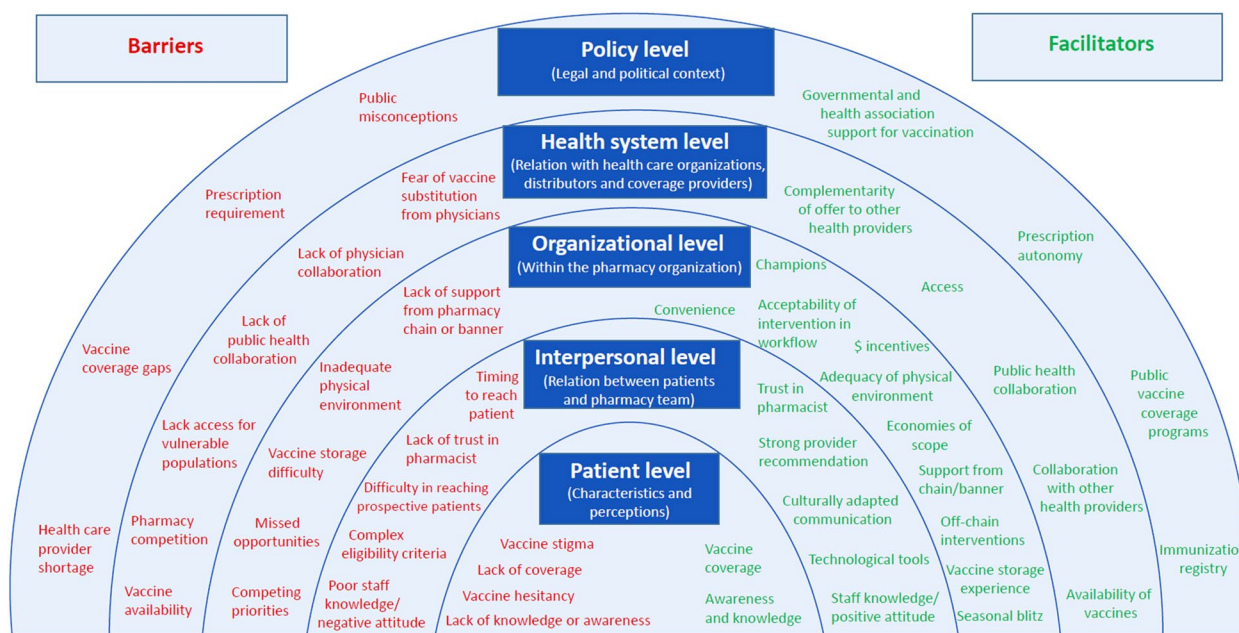 Barriers
Facilitators
Policy level
(Legal and political context)
Public
misconceptions
Governmental and
health association
support for vaccination
Health system level
(Relation with health care organizations,
distributors and coverage providers)
Prescription
requirement
Fear of vaccine
substitution
from physicians
Complementarity
of offer to other
health providers
Organizational level
(Within the pharmacy organization)
Lack of physician
collaboration
Champions
Prescription
autonomy
Lack of support
from pharmacy
chain or banner
Convenience
Acceptability of
intervention in
workflow
Access
Lack of
public health
collaboration
$ incentives
Vaccine
coverage gaps
Inadequate
physical
environment
Interpersonal level
(Relation between patients
and pharmacy team)
Timing
to reach
patient
Trust in
pharmacist
Adequacy of physical
environment
Public health
collaboration
Public
vaccine
coverage
programs
Lack access for
vulnerable
populations
Vaccine storage
difficulty
Lack of trust in
pharmacist
Strong provider
recommendation
Economies of
scope
Patient level
(Characteristics and
perceptions)
Difficulty in reaching
prospective patients
Culturally adapted
communication
Support from
chain/banner
Collaboration
with other
health providers
Health care
provider
shortage
Pharmacy
competition
Missed
opportunities
Complex
eligibility criteria
Vaccine stigma
Lack of coverage
Vaccine
coverage
Technological tools
Off-chain
interventions
Immunization
registry
Vaccine
availability
Competing
priorities
Poor staff
knowledge/
negative attitude
Vaccine hesitancy
Lack of knowledge or awareness
Awareness
and knowledge
Staff knowledge/
positive attitude
Vaccine storage
experience
Seasonal blitz
Availability of
vaccines